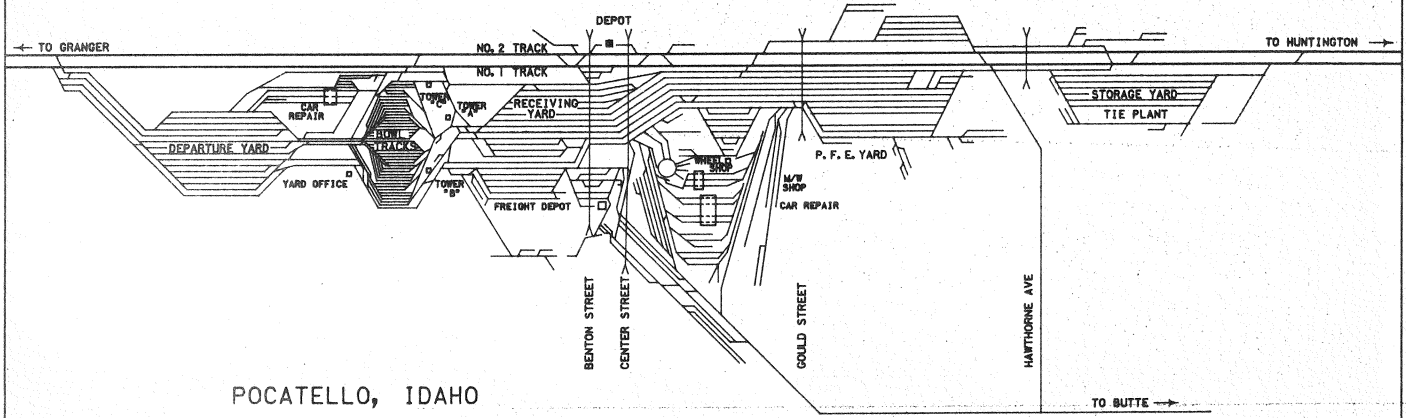 DEPOT
← TO GRANGER
NO. 2 TRACK
TO HUNTINGTON →
NO. 1 TRACK
CAR
REPAIR
TOWER
"C"
TOWER
"A"
RECEIVING
YARD
STORAGE YARD
TIE PLANT
BOWL
TRACKS
DEPARTURE YARD
YARD OFFICE
TOWER
"B"
FREIGHT DEPOT
WHEEL
SHOP
P. F. E. YARD
M/W
SHOP
CAR REPAIR
BENTON STREET
CENTER STREET
GOULD STREET
HAWTHORNE AVE
POCATELLO, IDAHO
TO BUTTE →